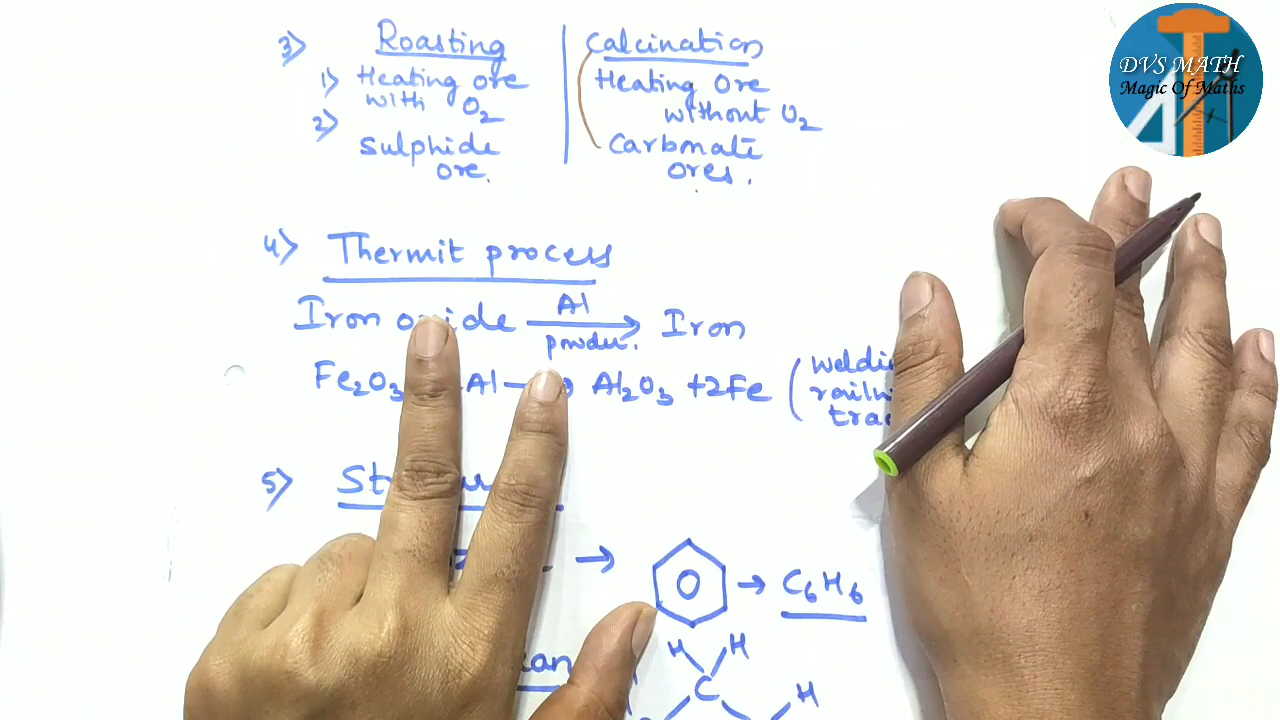 DVS MATH
Magic Of Maths
3) Roasting
1) Heating ore
with O2
2) sulphide
ore.
Calcination
Heating Ore
without O2
Carbonate
ores.
4) Thermit process
Iron oxide Al powder. → Iron
Fe2O3 Al → Al2O3 + 2Fe
5)
→ → C6H6
H H
C
H